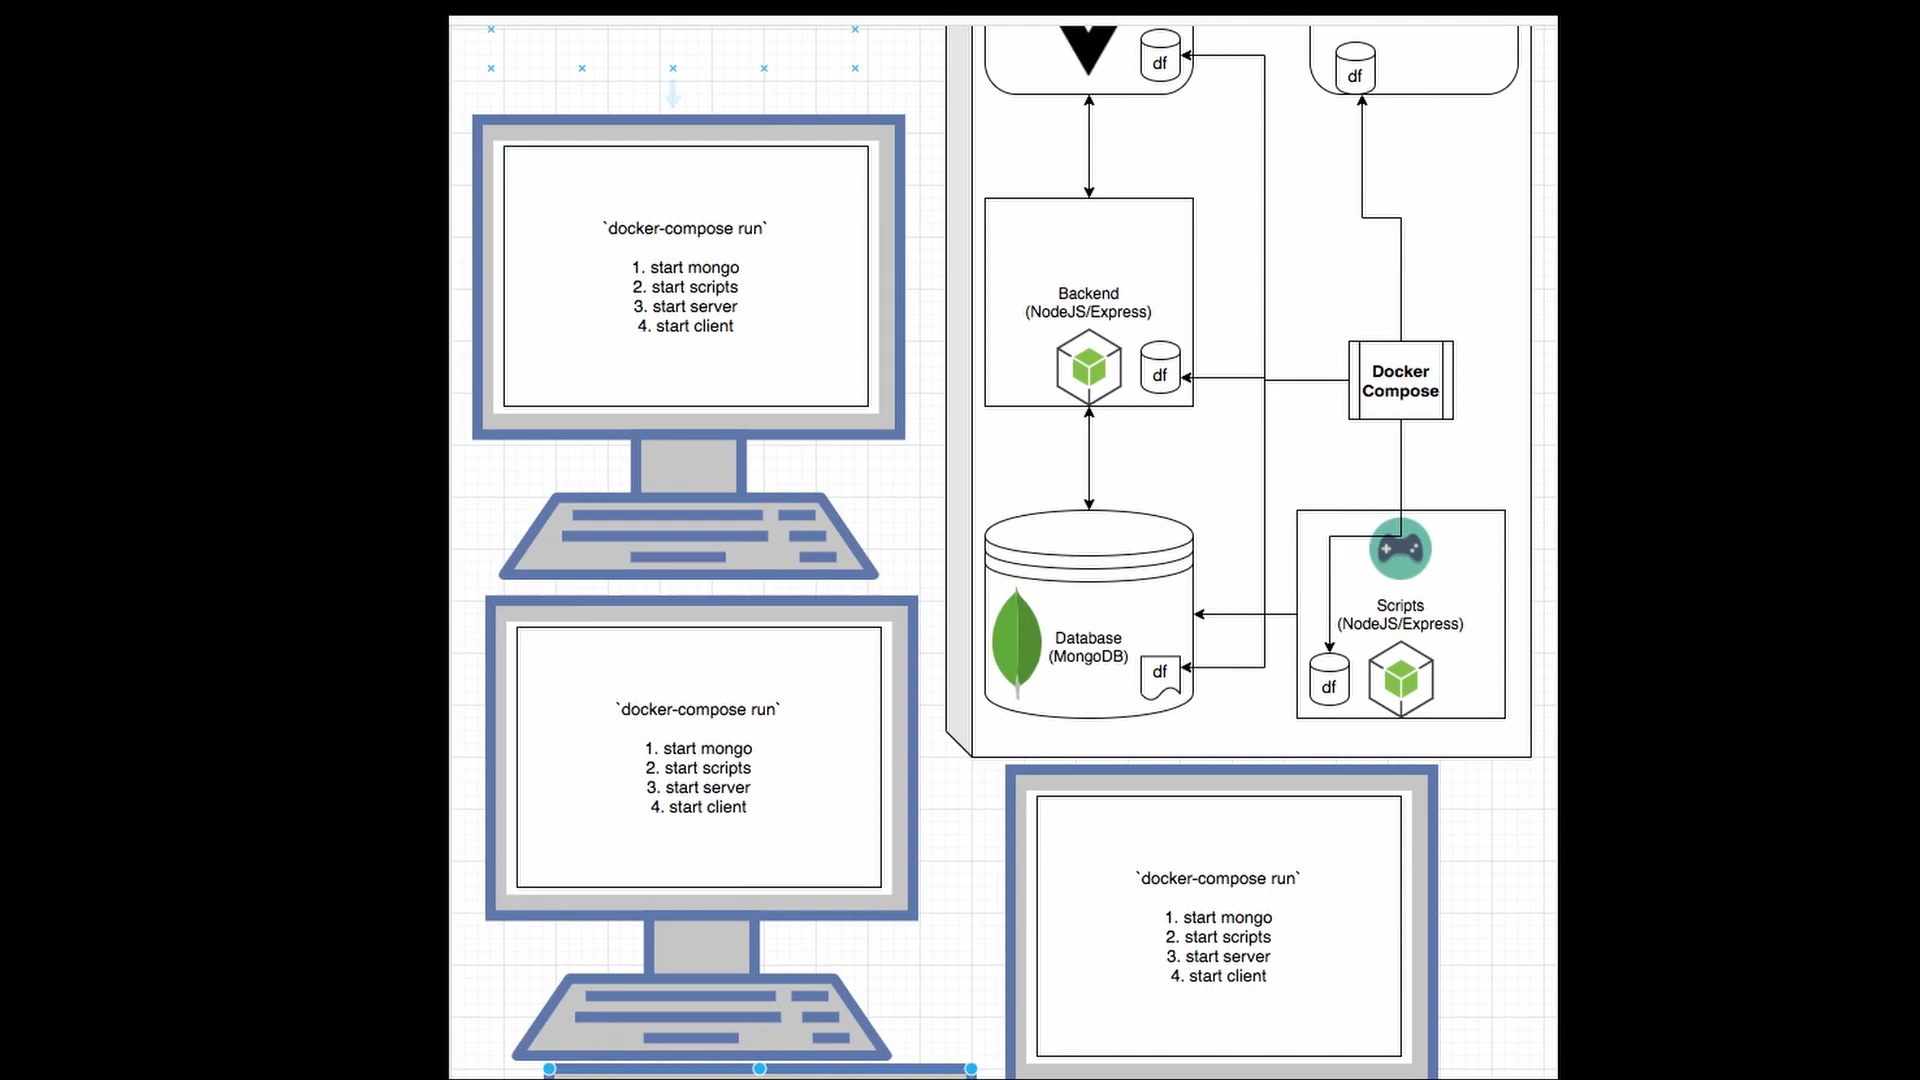 df
df
`docker-compose run`
1. start mongo
2. start scripts
3. start server
4. start client
Backend
(NodeJS/Express)
df
Docker
Compose
Database
(MongoDB)
df
Scripts
(NodeJS/Express)
df
`docker-compose run`
1. start mongo
2. start scripts
3. start server
4. start client
`docker-compose run`
1. start mongo
2. start scripts
3. start server
4. start client